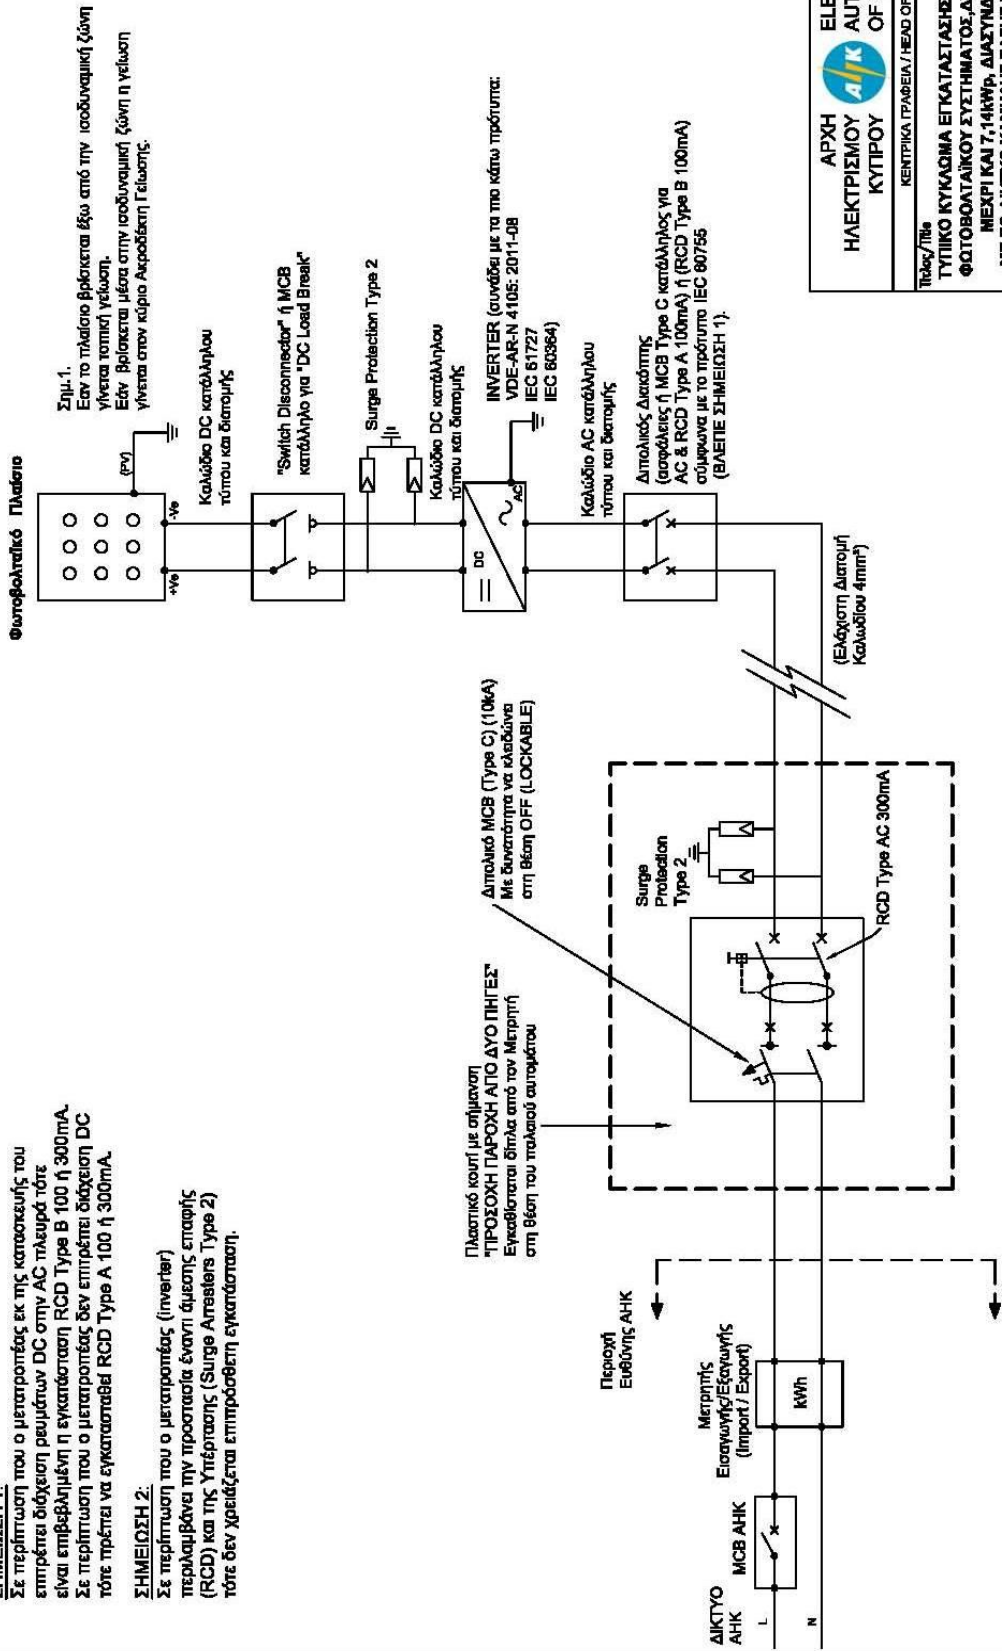 Σε περίπτωση που ο μετατροπέας εκ της κατασκευής του
επιτρέπει διάχειση ρευμάτων DC στην AC πλευρά τότε
είναι επιβεβλημένη η εγκατάσταση RCD Type B 100 ή 300mA.
Σε περίπτωση που ο μετατροπέας δεν επιτρέπει διάχειση DC
τότε πρέπει να εγκατασταθεί RCD Type A 100 ή 300mA.
ΣΗΜΕΙΩΣΗ 2:
Σε περίπτωση που ο μετατροπέας (inverter)
περιλαμβάνει την προστασία έναντι άμεσης επαφής
(RCD) και της Υπέρτασης (Surge Arresters Type 2)
τότε δεν χρειάζεται επιπρόσθετη εγκατάσταση.
Φωτοβολταϊκό Πλαίσιο
(PV)
+Ve
-Ve
Σημ.1.
Εαν το πλαίσιο βρίσκεται έξω από την ισοδυναμική ζώνη
γίνεται τοπική γείωση.
Εάν βρίσκεται μέσα στην ισοδυναμική ζώνη η γείωση
γίνεται στον κύριο Ακροδέκτη Γείωσης.
Καλώδιο DC κατάλληλου
τύπου και διατομής
"Switch Disconnector" ή MCB
κατάλληλο για "DC Load Break"
Surge Protection Type 2
Καλώδιο DC κατάλληλου
τύπου και διατομής
DC
AC
INVERTER (συνάδει με τα πιο κάτω πρότυπα:
VDE-AR-N 4105: 2011-08
IEC 61727
IEC 60364)
Καλώδιο AC κατάλληλου
τύπου και διατομής
Διπολικός Διακόπτης
(ασφάλειες ή MCB Type C κατάλληλος για
AC & RCD Type A 100mA) ή (RCD Type B 100mA)
σύμφωνα με το πρότυπο IEC 60755
(ΒΛΕΠΕ ΣΗΜΕΙΩΣΗ 1).
(Ελάχιστη Διατομή
Καλωδίου 4mm²)
Διπολικό MCB (Type C) (10kA)
Με δυνατότητα να κλειδώνει
στη θέση OFF (LOCKABLE)
Πλαστικό κουτί με σήμανση
"ΠΡΟΣΟΧΗ ΠΑΡΟΧΗ ΑΠΟ ΔΥΟ ΠΗΓΕΣ"
Εγκαθίσταται δίπλα από τον Μετρητή
στη θέση του παλαιού αυτομάτου
Surge
Protection
Type 2
RCD Type AC 300mA
Περιοχή
Ευθύνης ΑΗΚ
Μετρητής
Εισαγωγής/Εξαγωγής
(Import / Export)
kWh
MCB ΑΗΚ
ΔΙΚΤΥΟ
ΑΗΚ
L
N
ΑΡΧΗ
ΗΛΕΚΤΡΙΣΜΟΥ
ΚΥΠΡΟΥ
ΑΗΚ
OF
ΚΕΝΤΡΙΚΑ ΓΡΑΦΕΙΑ / HEAD
Τίτλος/Title
ΤΥΠΙΚΟ ΚΥΚΛΩΜΑ ΕΓΚΑΤΑΣΤΑΣΗΣ
ΦΩΤΟΒΟΛΤΑΪΚΟΥ ΣΥΣΤΗΜΑΤΟΣ,
ΜΕΧΡΙ ΚΑΙ 7,14kWp,